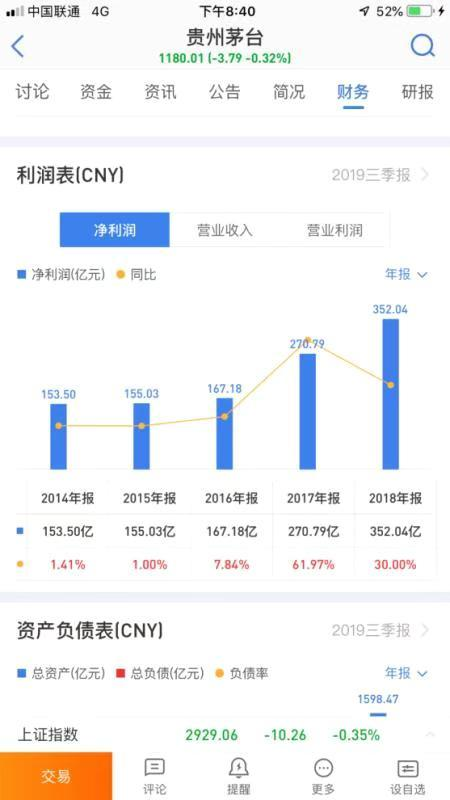 中国联通 4G 下午8:40 52%
贵州茅台
1180.01 (-3.79 -0.32%)
讨论 资金 资讯 公告 简况 财务 研报
利润表(CNY) 2019三季报
净利润 营业收入 营业利润
净利润(亿元) 同比 年报
352.04
270.79
167.18
155.03
153.50
2014年报 2015年报 2016年报 2017年报 2018年报
153.50亿 155.03亿 167.18亿 270.79亿 352.04亿
1.41% 1.00% 7.84% 61.97% 30.00%
资产负债表(CNY) 2019三季报
总资产(亿元) 总负债(亿元) 负债率 年报
1598.47
上证指数 2929.06 -10.26 -0.35%
交易 评论 提醒 更多 设自选